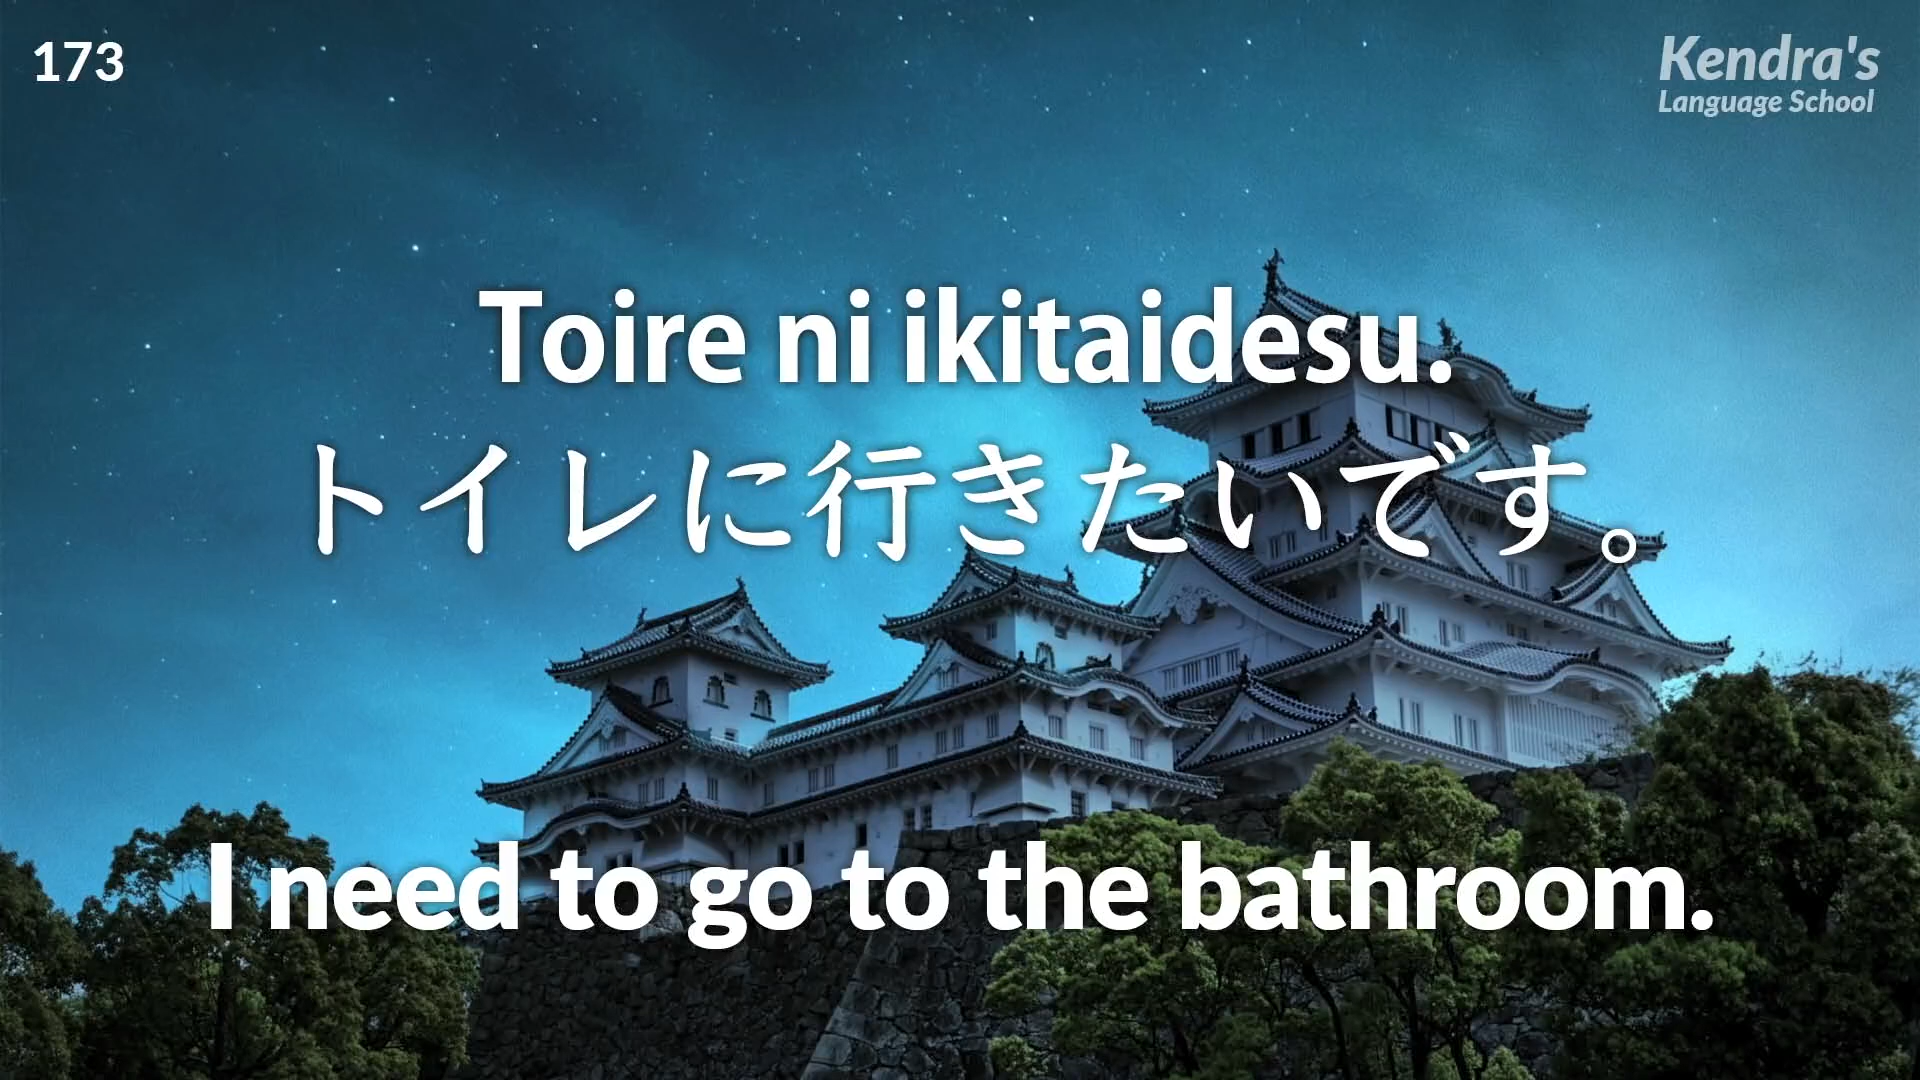 173
Kendra's
Language School
Toire ni ikitaidesu.
トイレに行きたいです。
I need to go to the bathroom.